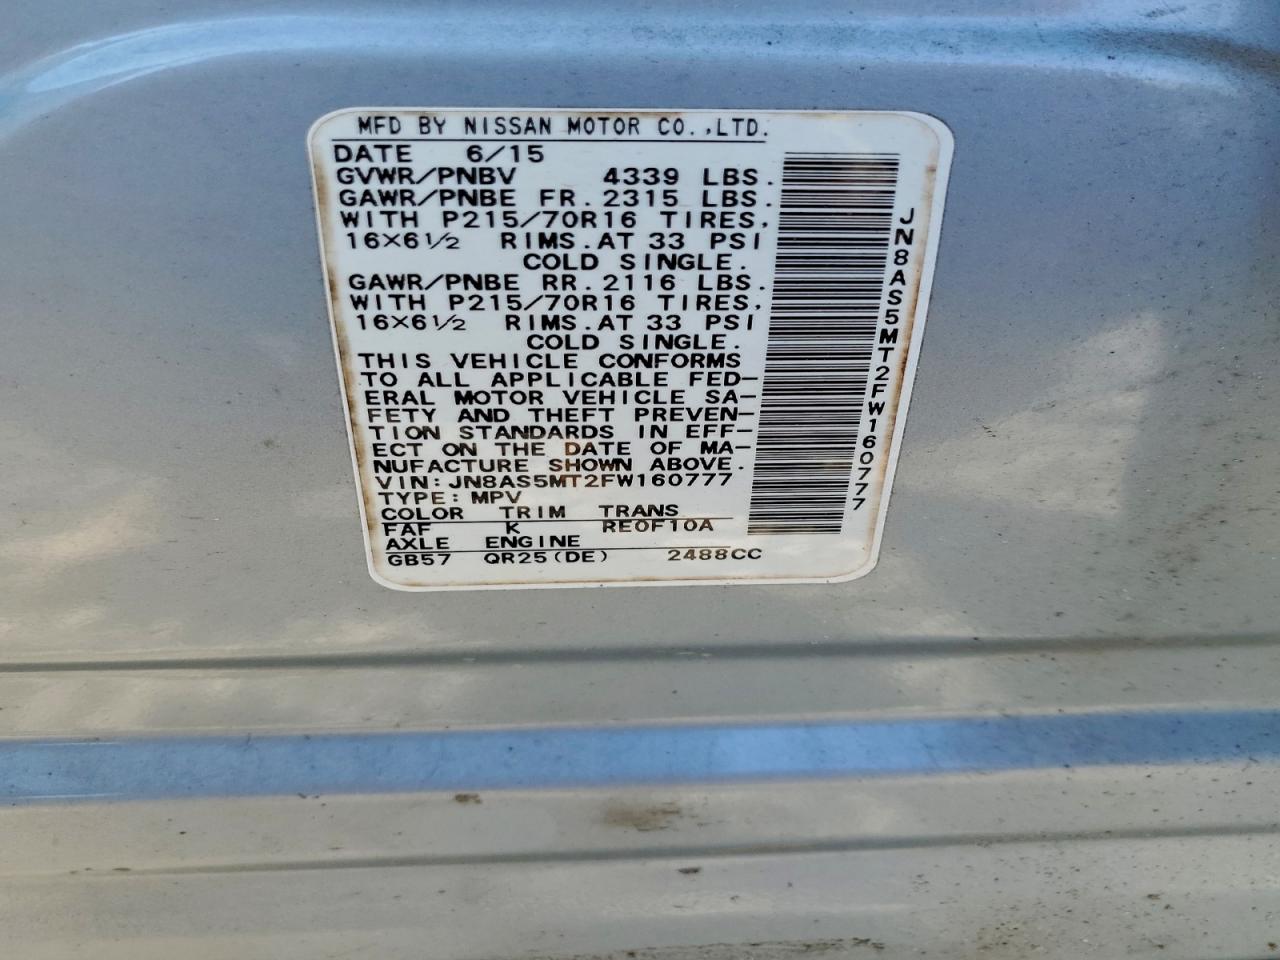 MFD BY NISSAN MOTOR CO.,LTD.
DATE 6/15
GVWR/PNBV 4339 LBS.
GAWR/PNBE FR. 2315 LBS.
WITH P215/70R16 TIRES,
16×6½ RIMS.AT 33 PSI
COLD SINGLE.
GAWR/PNBE RR. 2116 LBS.
WITH P215/70R16 TIRES,
16×6½ RIMS.AT 33 PSI
COLD SINGLE.
THIS VEHICLE CONFORMS
TO ALL APPLICABLE FED-
ERAL MOTOR VEHICLE SA-
FETY AND THEFT PREVEN-
TION STANDARDS IN EFF-
ECT ON THE DATE OF MA-
NUFACTURE SHOWN ABOVE.
VIN:JN8AS5MT2FW160777
TYPE:MPV
COLOR TRIM TRANS
FAF K RE0F10A
AXLE ENGINE
GB57 QR25(DE) 2488CC
JN8AS5MT2FW160777